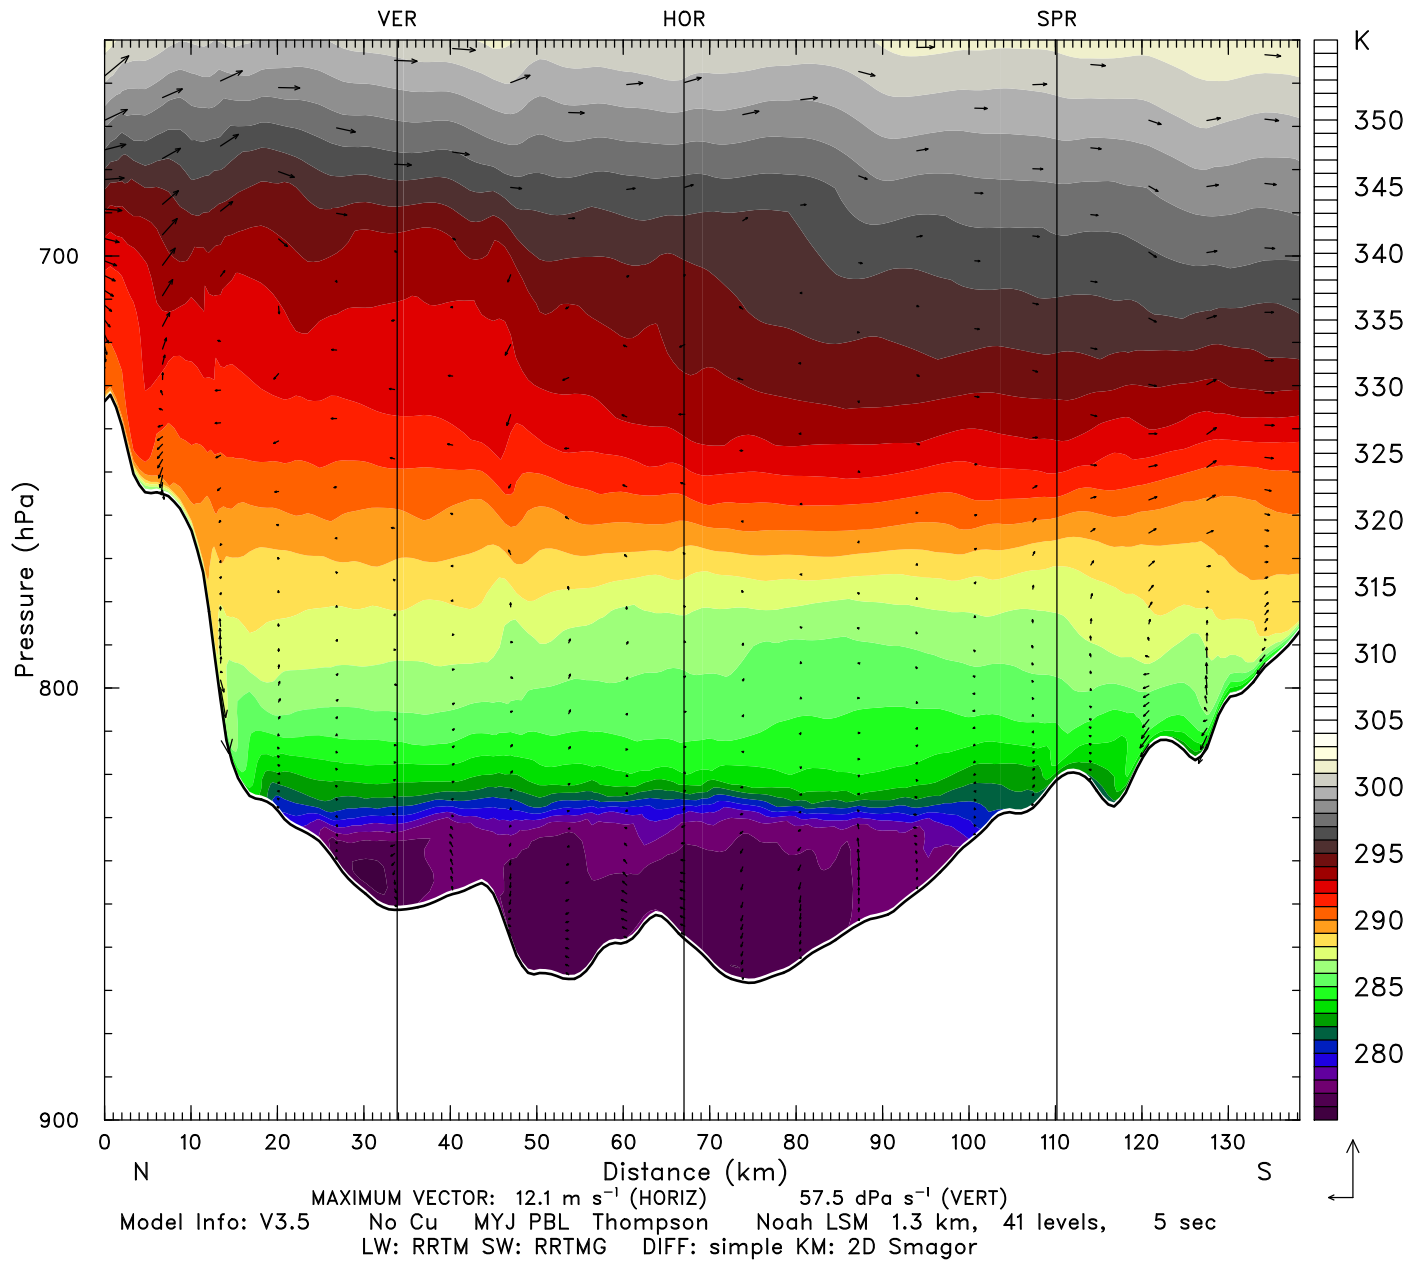 VER HOR SPR
K
350
345
340
700
335
330
325
320
Pressure (hPa)
315
310
800
305
300
295
290
285
280
900
0 10 20 30 40 50 60 70 80 90 100 110 120 130
N Distance (km) S
MAXIMUM VECTOR: 12.1 m s⁻¹ (HORIZ) 57.5 dPa s⁻¹ (VERT)
Model Info: V3.5 No Cu MYJ PBL Thompson Noah LSM 1.3 km, 41 levels, 5 sec
LW: RRTM SW: RRTMG DIFF: simple KM: 2D Smagor